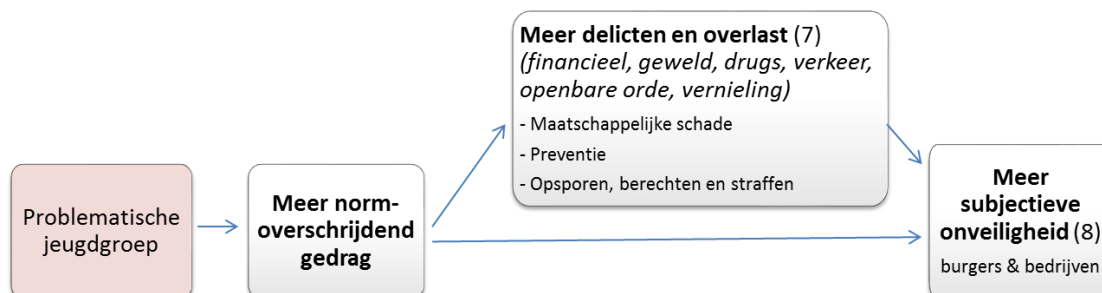 Problematische
jeugdgroep
Meer norm-
overschrijdend
gedrag
Meer delicten en overlast (7)
(financieel, geweld, drugs, verkeer,
openbare orde, vernieling)
- Maatschappelijke schade
- Preventie
- Opsporen, berechten en straffen
Meer
subjectieve
onveiligheid (8)
burgers & bedrijven